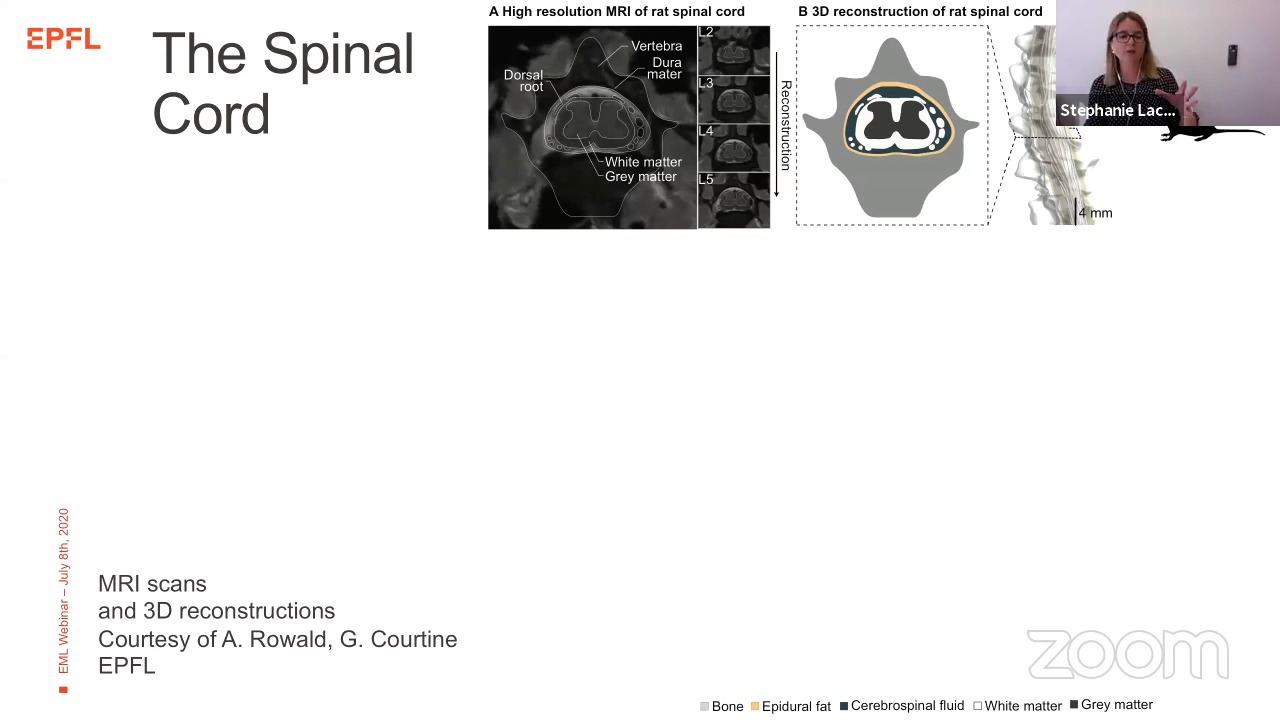 EPFL
The Spinal
Cord
A High resolution MRI of rat spinal cord
Vertebra
Dura
mater
Dorsal
root
White matter
Grey matter
L2
L3
L4
L5
Reconstruction
B 3D reconstruction of rat spinal cord
4 mm
Stephanie Lac...
EML Webinar – July 8th, 2020
MRI scans
and 3D reconstructions
Courtesy of A. Rowald, G. Courtine
EPFL
zoom
Bone Epidural fat Cerebrospinal fluid White matter Grey matter